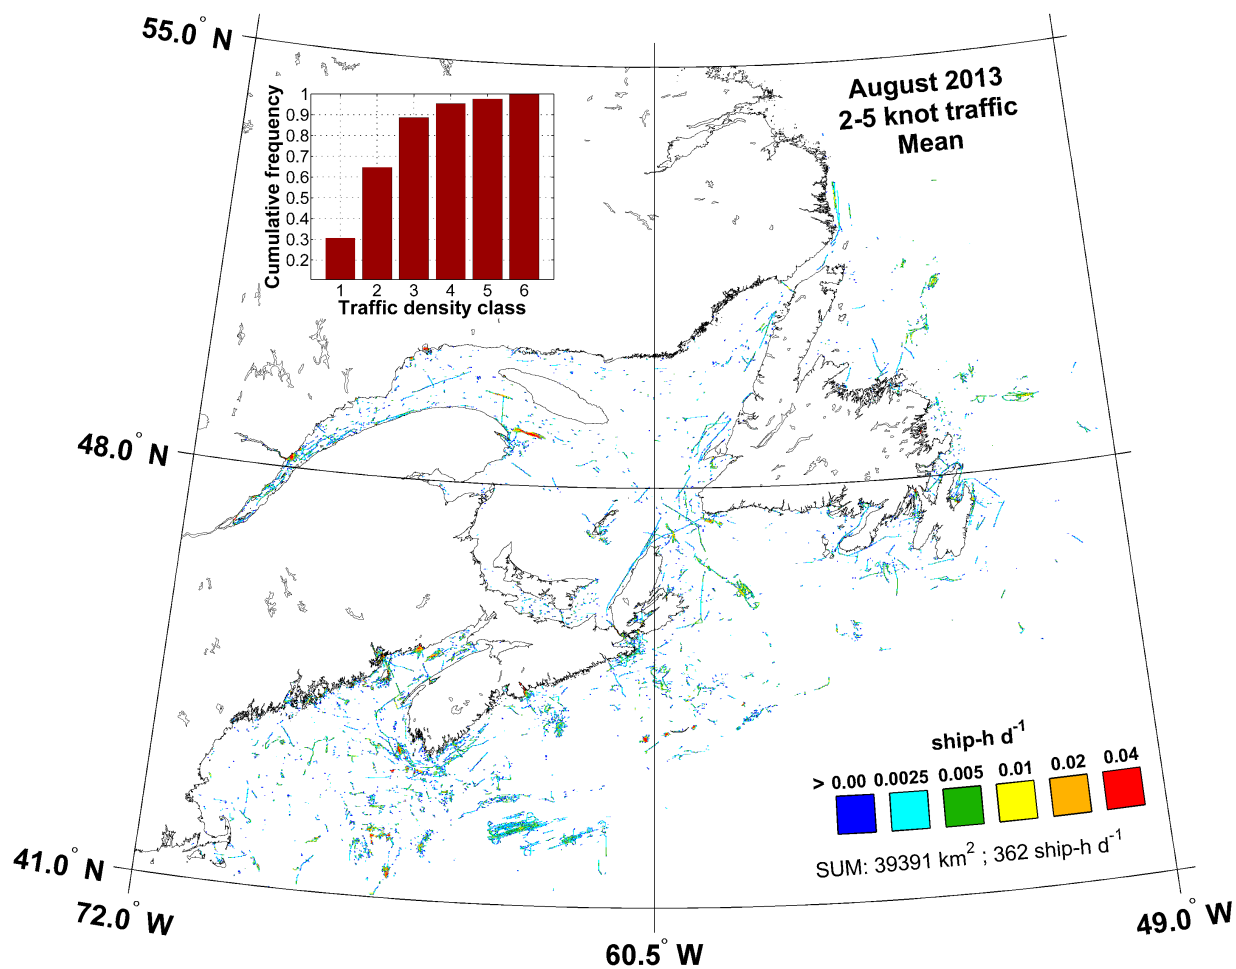 55.0° N
August 2013
2-5 knot traffic
Mean
Cumulative frequency
1
0.9
0.8
0.7
0.6
0.5
0.4
0.3
0.2
1 2 3 4 5 6
Traffic density class
48.0° N
ship-h d⁻¹
> 0.00 0.0025 0.005 0.01 0.02 0.04
SUM: 39391 km² ; 362 ship-h d⁻¹
41.0° N
72.0° W
60.5° W
49.0° W